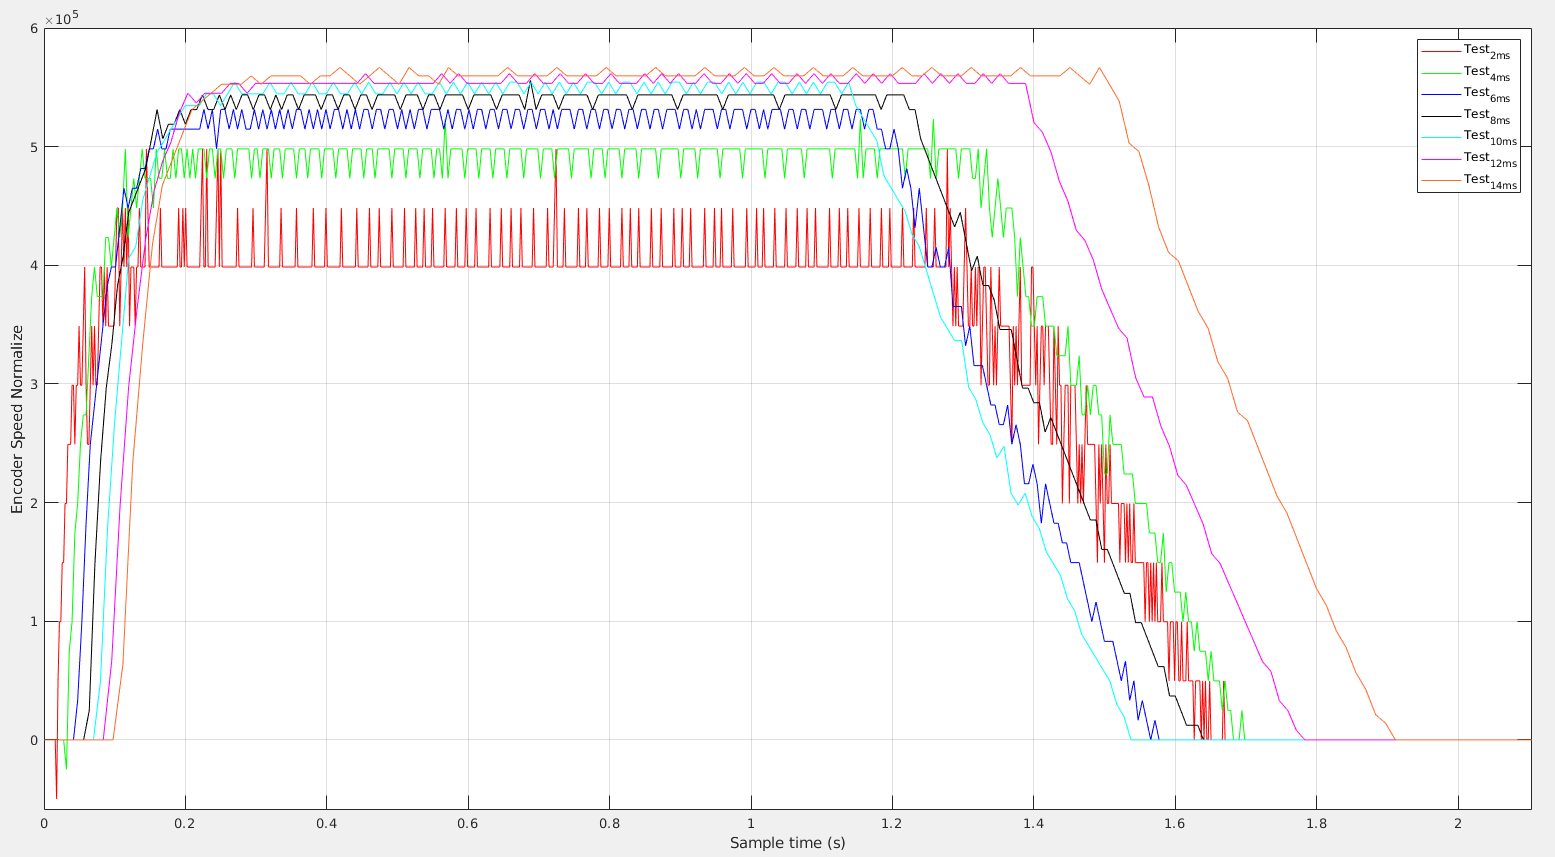 ×10⁵
6
5
4
3
2
1
0
Encoder Speed Normalize
0 0.2 0.4 0.6 0.8 1 1.2 1.4 1.6 1.8 2
Sample time (s)
Test₂ms
Test₄ms
Test₆ms
Test₈ms
Test₁₀ms
Test₁₂ms
Test₁₄ms